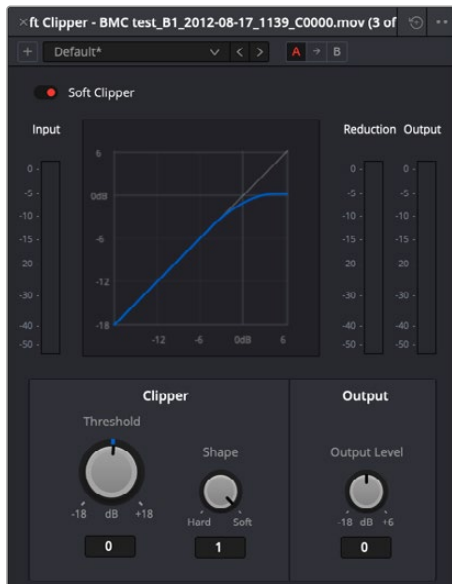 ×ft Clipper - BMC test_B1_2012-08-17_1139_C0000.mov (3 of
+ Default* < > A → B
Soft Clipper
Input
Reduction Output
0 -
-5 -
-10 -
-15 -
20 -
-30 -
-40 -
-50 -
6
0dB
-6
-12
-18
-12 -6 0dB 6
0 -
-5 -
-10 -
-15 -
20
-30 -
-40 -
-50 -
0 -
-5 -
-10 -
-15 -
20
-30 -
-40 -
-50 -
Clipper
Threshold
-18 dB +18
0
Shape
Hard Soft
1
Output
Output Level
-18 dB +6
0